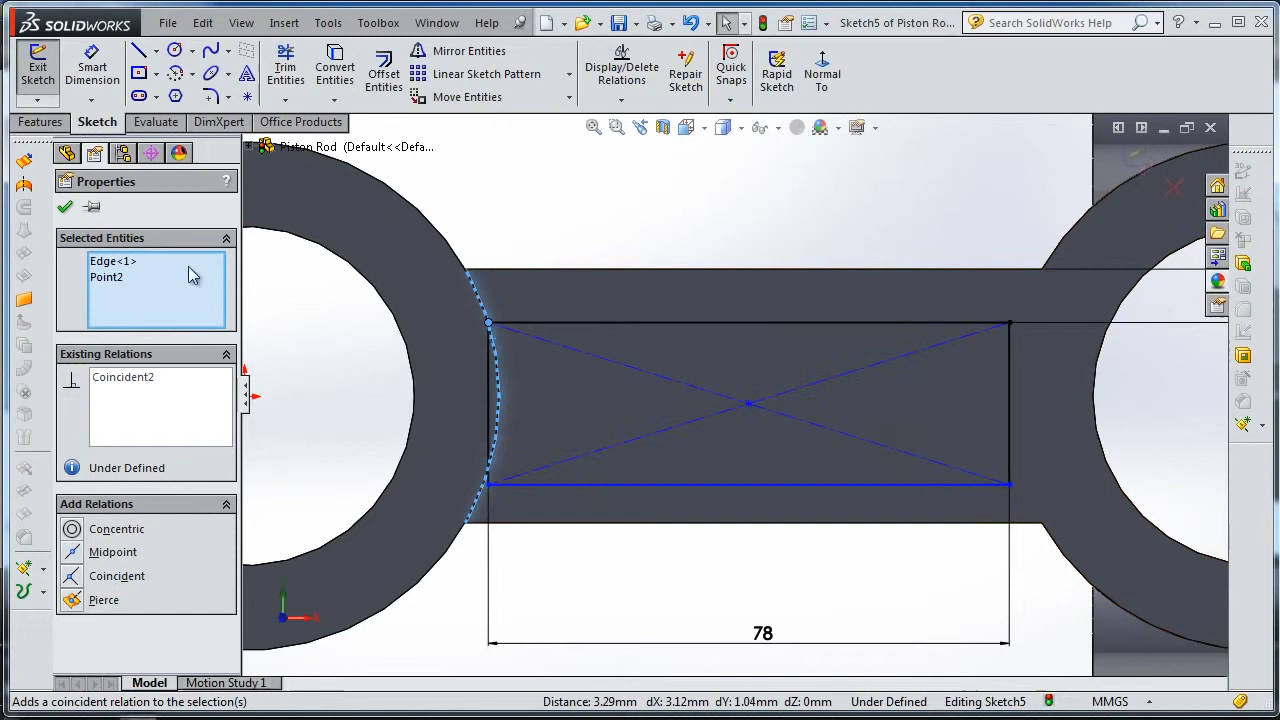 SOLIDWORKS File Edit View Insert Tools Toolbox Window Help Sketch5 of Piston Ro... Search SolidWorks Help
Exit Sketch
Smart Dimension
Trim Entities
Convert Entities
Offset Entities
Mirror Entities
Linear Sketch Pattern
Move Entities
Display/Delete Relations
Repair Sketch
Quick Snaps
Rapid Sketch
Normal To
Features Sketch Evaluate DimXpert Office Products
Piston Rod (Default<<Defa...
Properties ?
Selected Entities
Edge<1>
Point2
Existing Relations
Coincident2
Under Defined
Add Relations
Concentric
Midpoint
Coincident
Pierce
78
Model Motion Study 1
Adds a coincident relation to the selection(s) Distance: 3.29mm dX: 3.12mm dY: 1.04mm dZ: 0mm Under Defined Editing Sketch5 MMGS